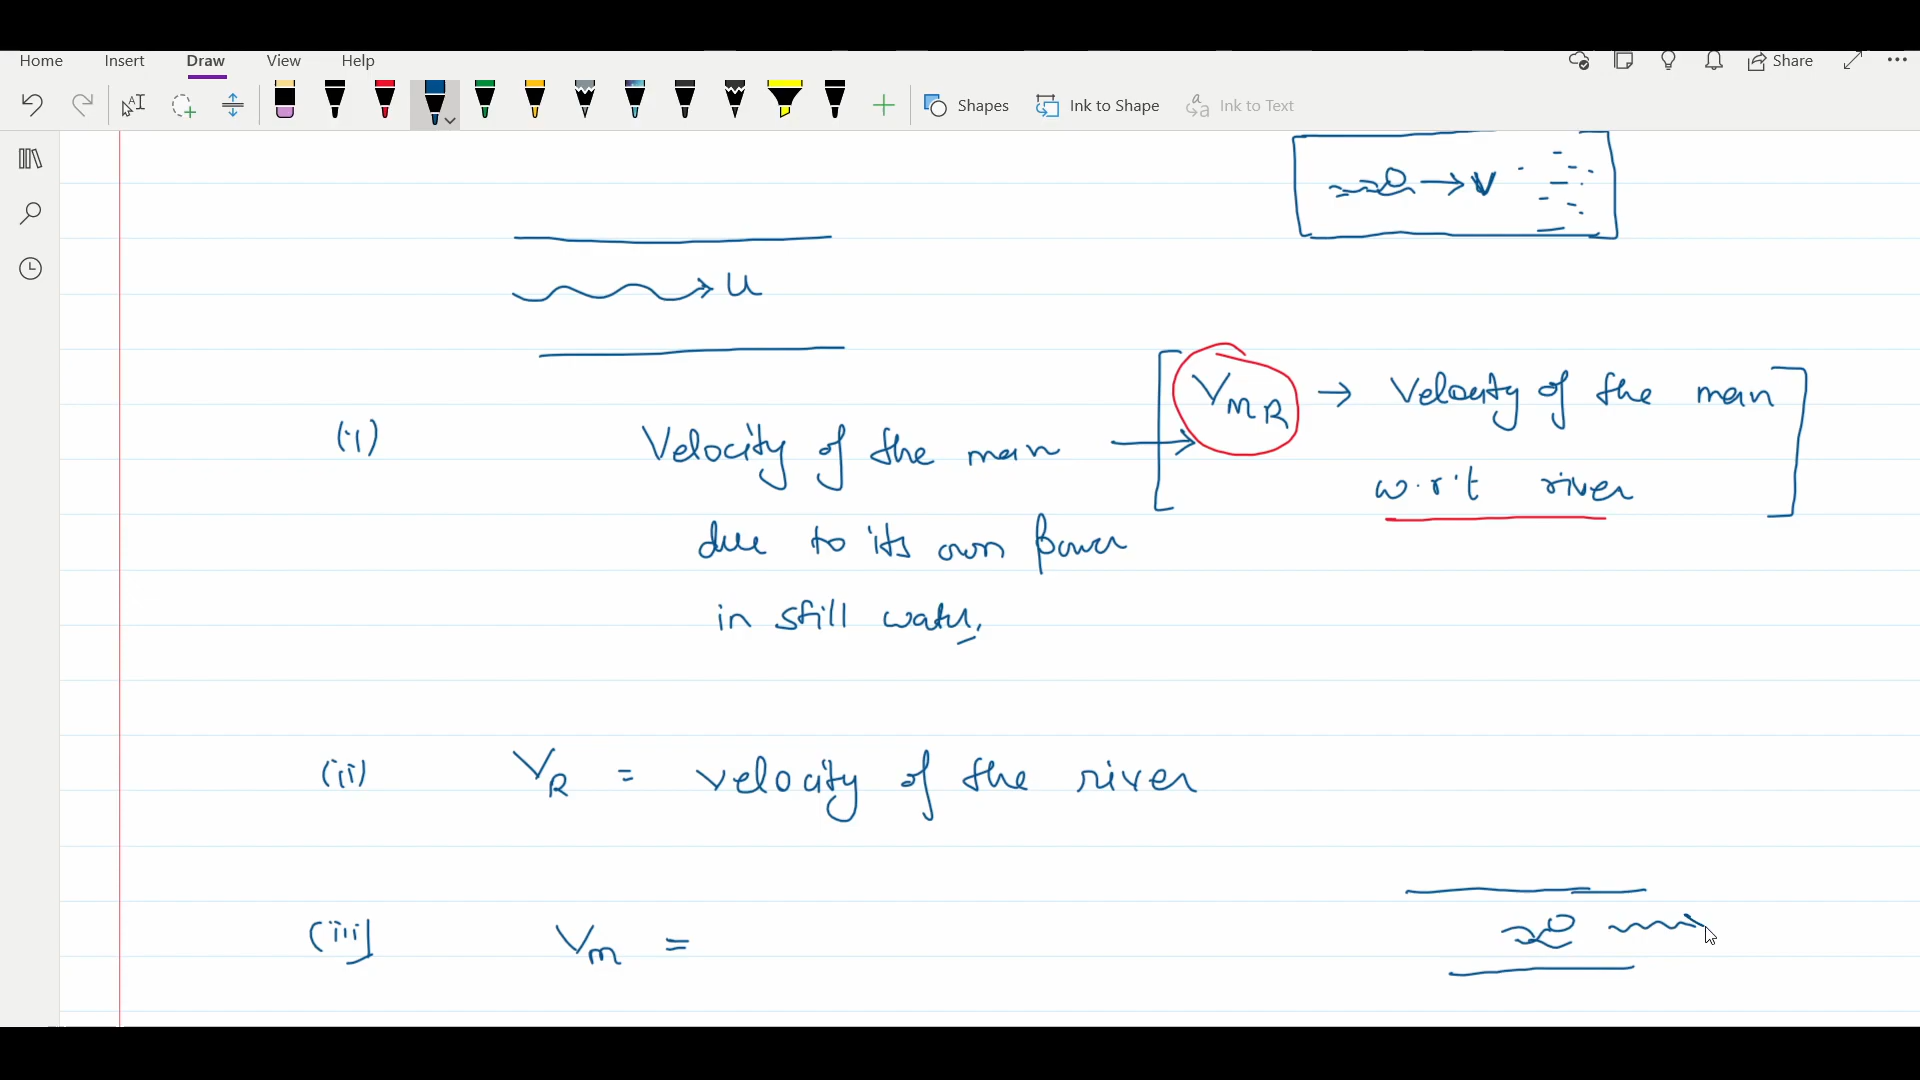 Home Insert Draw View Help
Share
Shapes Ink to Shape Ink to Text
V
u
VMR → Velocity of the man
w.r.t river
(i) Velocity of the man →
due to its own power
in still water.
(ii) VR = velocity of the river
(iii) Vm =